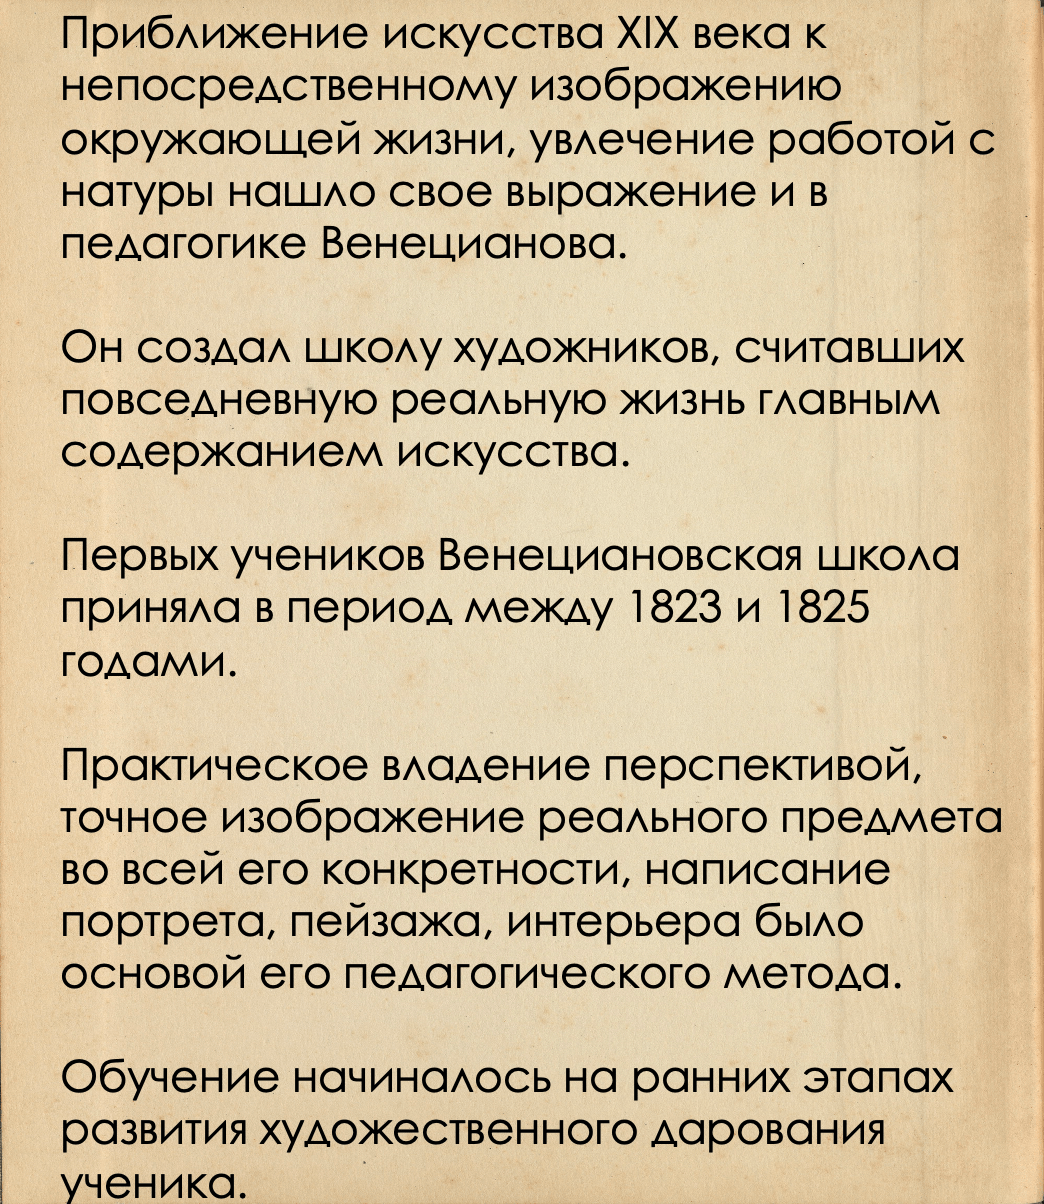 Приближение искусства XIX века к
непосредственному изображению
окружающей жизни, увлечение работой с
натуры нашло свое выражение и в
педагогике Венецианова.
Он создал школу художников, считавших
повседневную реальную жизнь главным
содержанием искусства.
Первых учеников Венециановская школа
приняла в период между 1823 и 1825
годами.
Практическое владение перспективой,
точное изображение реального предмета
во всей его конкретности, написание
портрета, пейзажа, интерьера было
основой его педагогического метода.
Обучение начиналось на ранних этапах
развития художественного дарования
ученика.